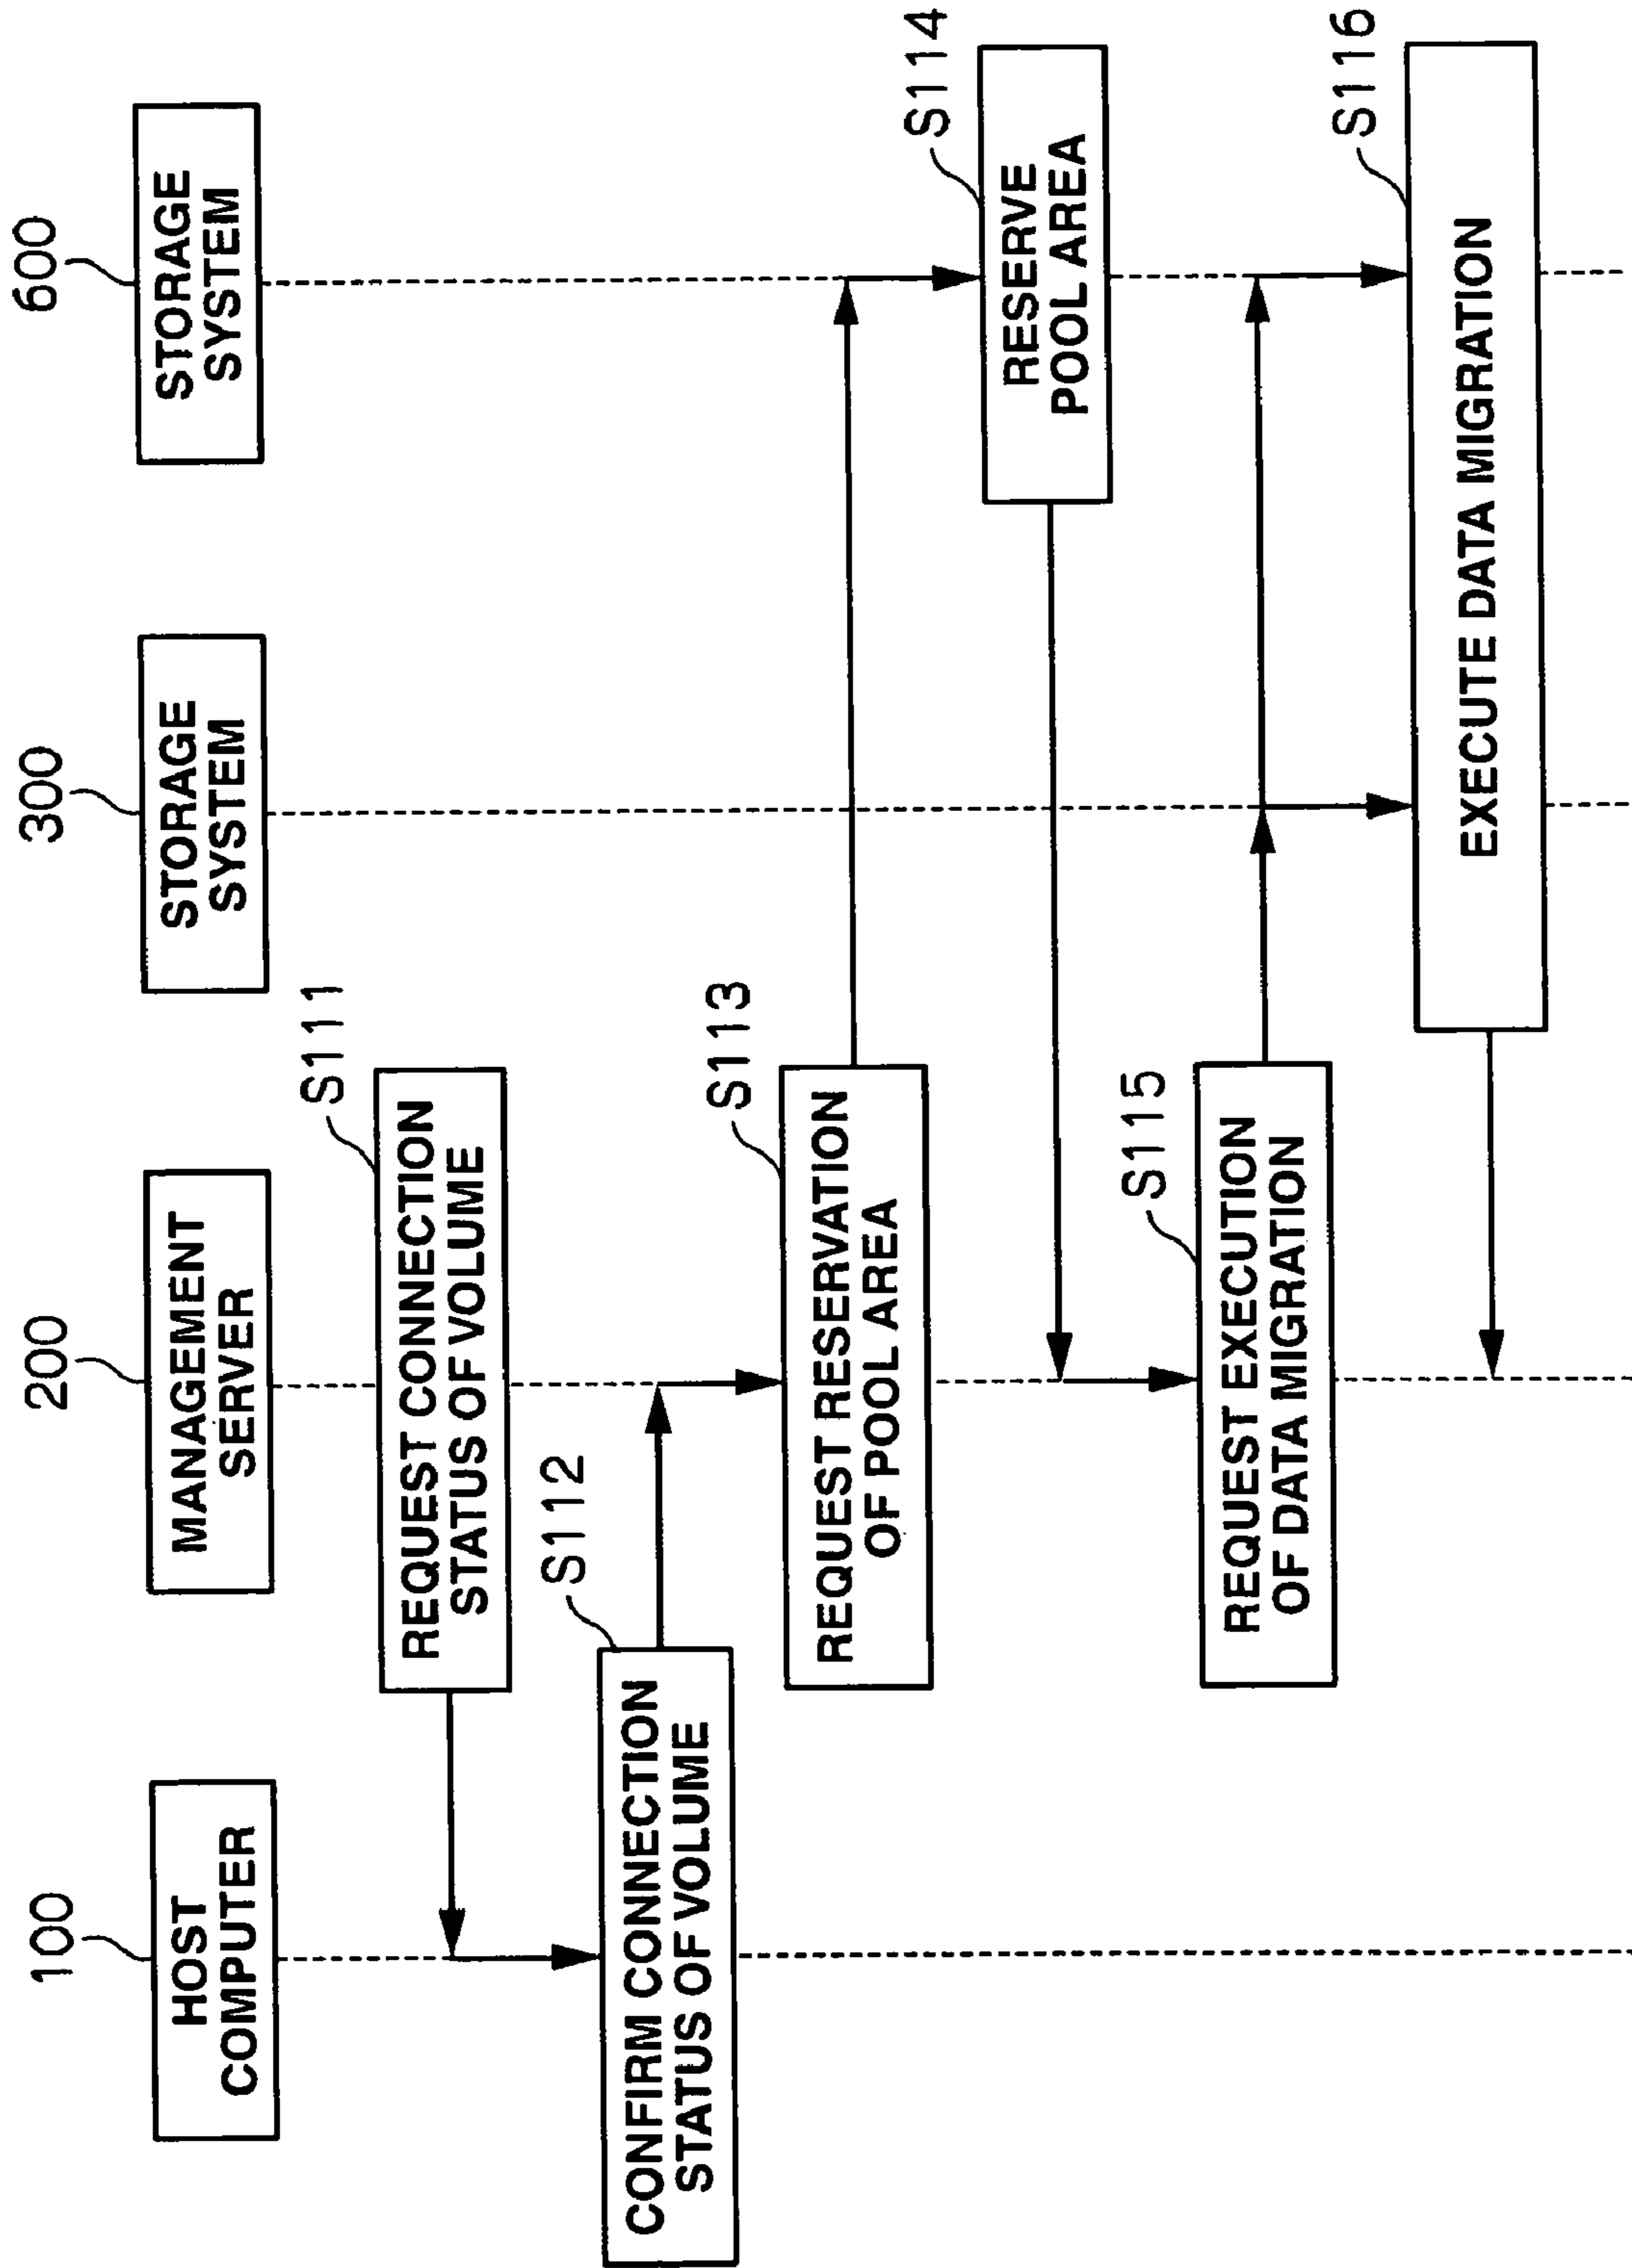 100
200
300
600
HOST
COMPUTER
MANAGEMENT
SERVER
STORAGE
SYSTEM
STORAGE
SYSTEM
S111
REQUEST CONNECTION
STATUS OF VOLUME
S112
CONFIRM CONNECTION
STATUS OF VOLUME
S113
REQUEST RESERVATION
OF POOL AREA
S114
RESERVE
POOL AREA
S115
REQUEST EXECUTION
OF DATA MIGRATION
S116
EXECUTE DATA MIGRATION